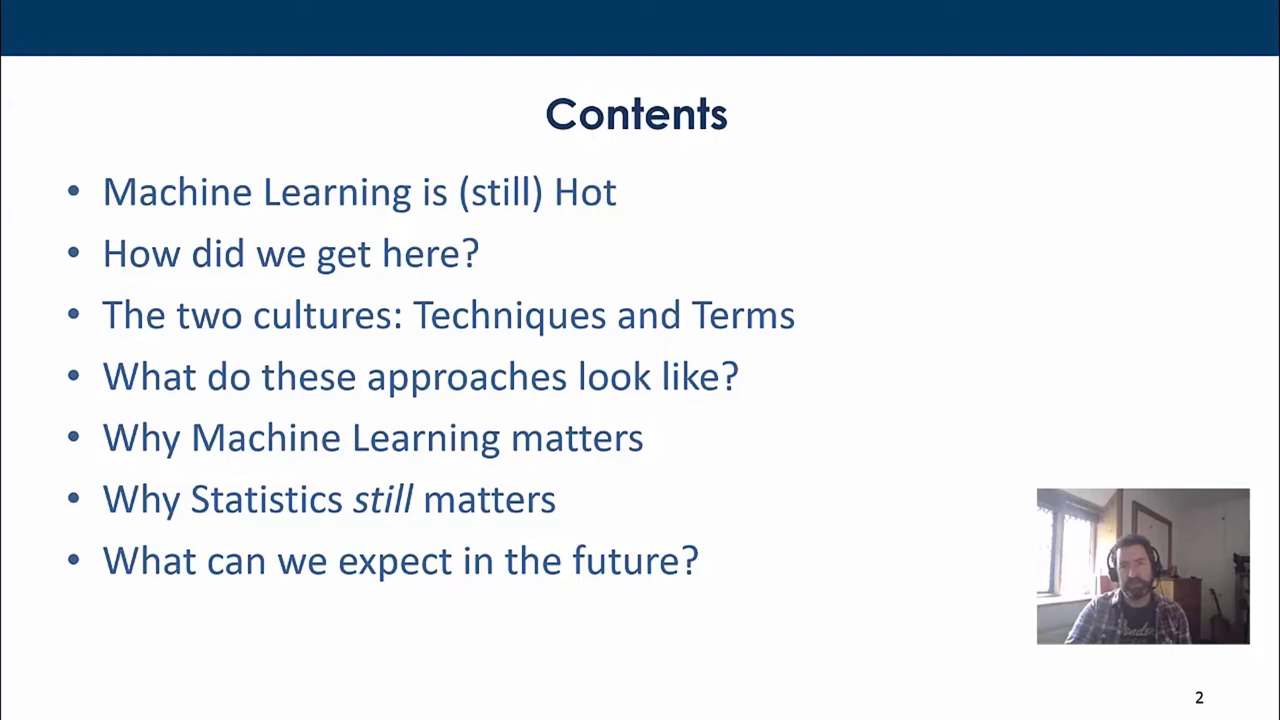 Contents
• Machine Learning is (still) Hot
• How did we get here?
• The two cultures: Techniques and Terms
• What do these approaches look like?
• Why Machine Learning matters
• Why Statistics still matters
• What can we expect in the future?
2